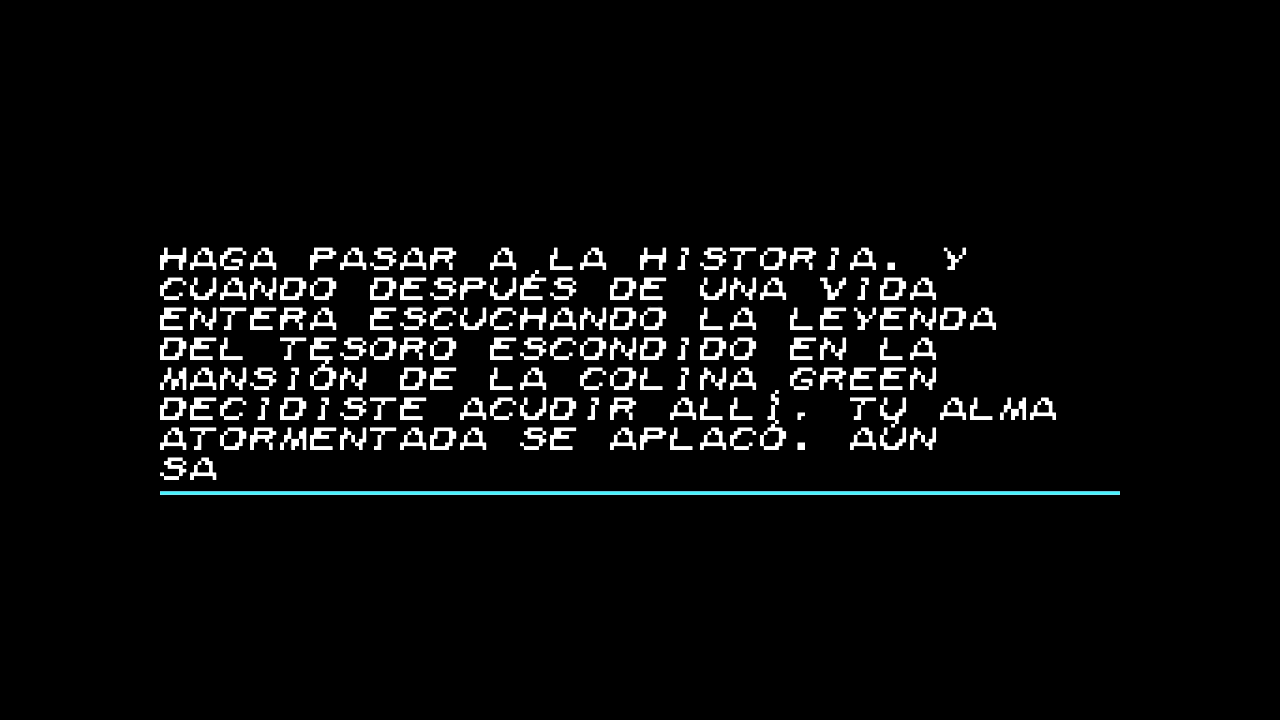 HAGA PASAR A LA HISTORIA. Y
CUANDO DESPUÉS DE UNA VIDA
ENTERA ESCUCHANDO LA LEYENDA
DEL TESORO ESCONDIDO EN LA
MANSIÓN DE LA COLINA GREEN
DECIDISTE ACUDIR ALLÍ. TU ALMA
ATORMENTADA SE APLACÓ. AÚN
SA